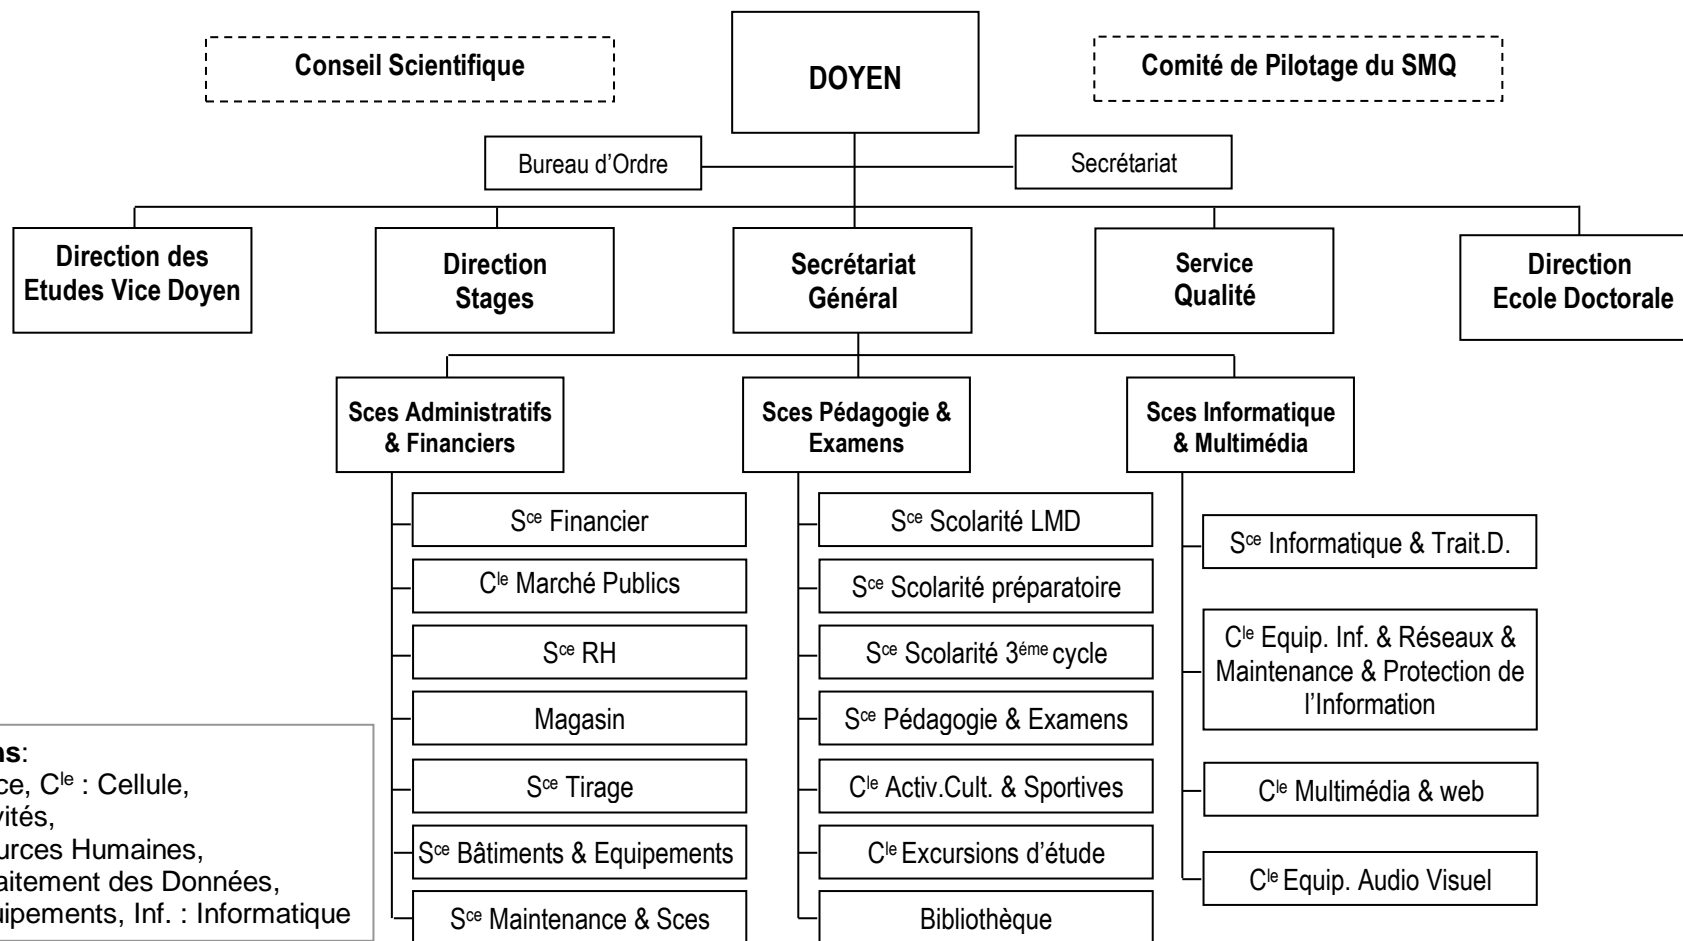 Conseil Scientifique
DOYEN
Comité de Pilotage du SMQ
Bureau d’Ordre
Secrétariat
Direction des
Etudes Vice Doyen
Direction
Stages
Secrétariat
Général
Service
Qualité
Direction
Ecole Doctorale
Sces Administratifs
& Financiers
Sces Pédagogie &
Examens
Sces Informatique
& Multimédia
Sce Financier
Cle Marché Publics
Sce RH
Magasin
Sce Tirage
Sce Bâtiments & Equipements
Sce Maintenance & Sces
Sce Scolarité LMD
Sce Scolarité préparatoire
Sce Scolarité 3éme cycle
Sce Pédagogie & Examens
Cle Activ.Cult. & Sportives
Cle Excursions d’étude
Bibliothèque
Sce Informatique & Trait.D.
Cle Equip. Inf. & Réseaux &
Maintenance & Protection de
l’Information
Cle Multimédia & web
Cle Equip. Audio Visuel
ns:
ce, Cle : Cellule,
vités,
urces Humaines,
aitement des Données,
uipements, Inf. : Informatique